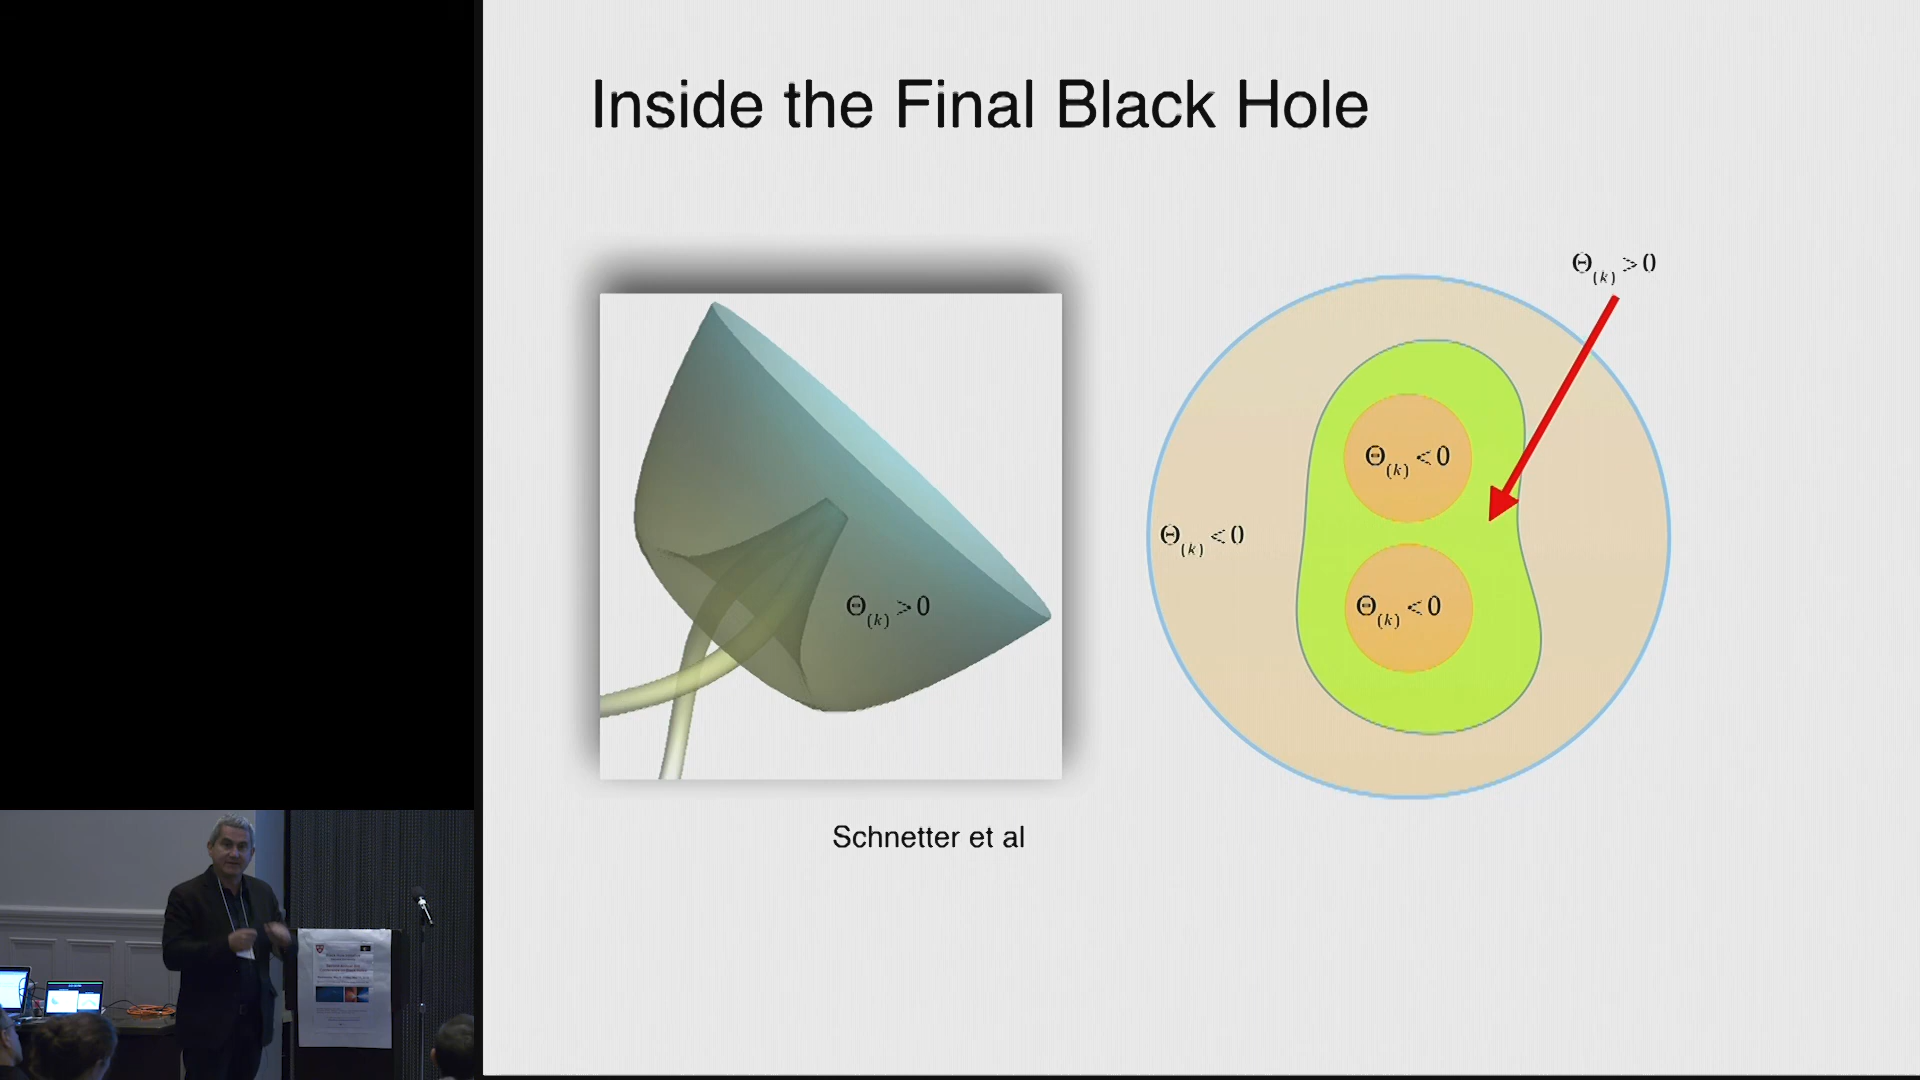 Inside the Final Black Hole
Θ(k) > 0
Θ(k) < 0
Θ(k) < 0
Θ(k) > 0
Θ(k) < 0
Schnetter et al